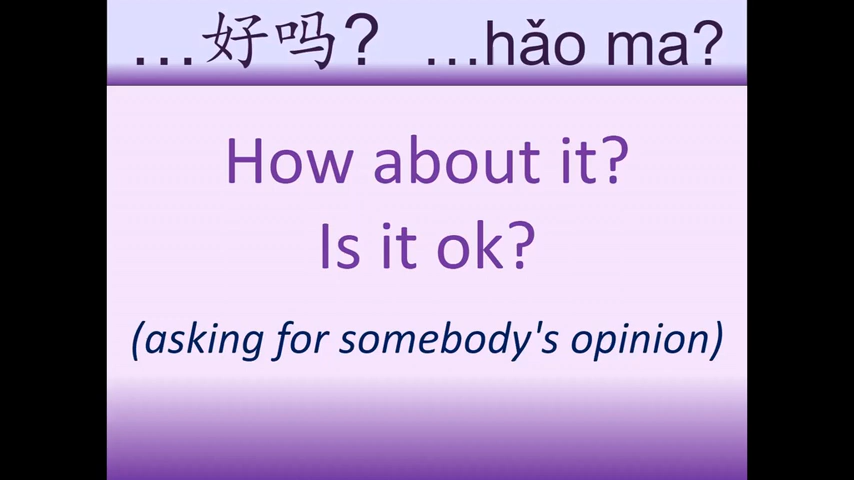 ...好吗? ...hǎo ma?
How about it?
Is it ok?
(asking for somebody's opinion)